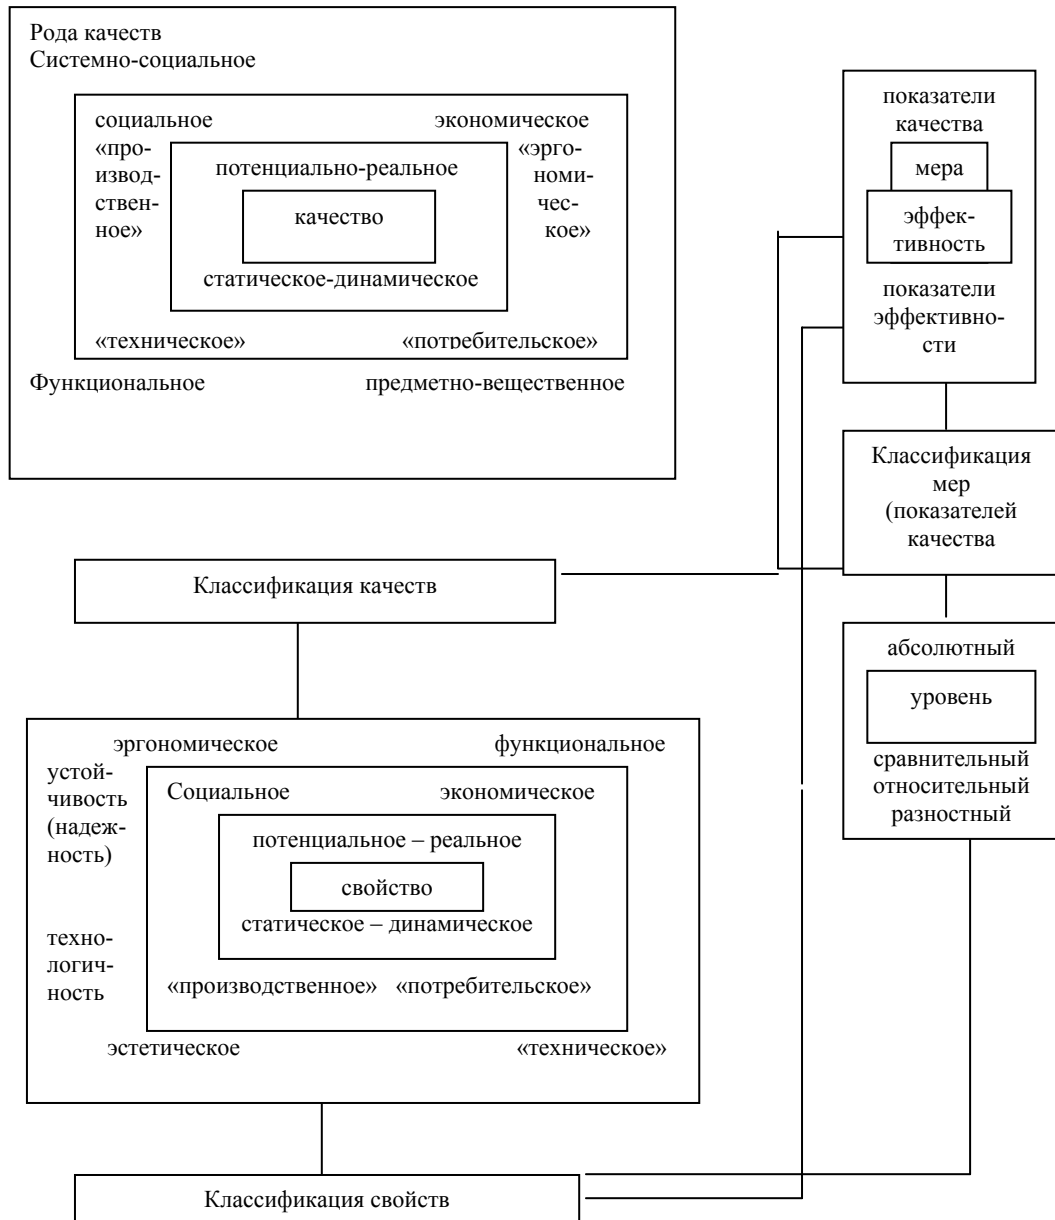 Рода качеств
Системно-социальное
социальное
экономическое
«про-
извод-
ствен-
ное»
потенциально-реальное
качество
статическое-динамическое
«эрго-
номи-
чес-
кое»
«техническое»
«потребительское»
Функциональное
предметно-вещественное
показатели
качества
мера
эффек-
тивность
показатели
эффективно-
сти
Классификация
мер
(показателей
качества
Классификация качеств
абсолютный
уровень
сравнительный
относительный
разностный
эргономическое
функциональное
устой-
чивость
(надеж-
ность)
техно-
логич-
ность
Социальное
экономическое
потенциальное – реальное
свойство
статическое – динамическое
«производственное»
«потребительское»
эстетическое
«техническое»
Классификация свойств